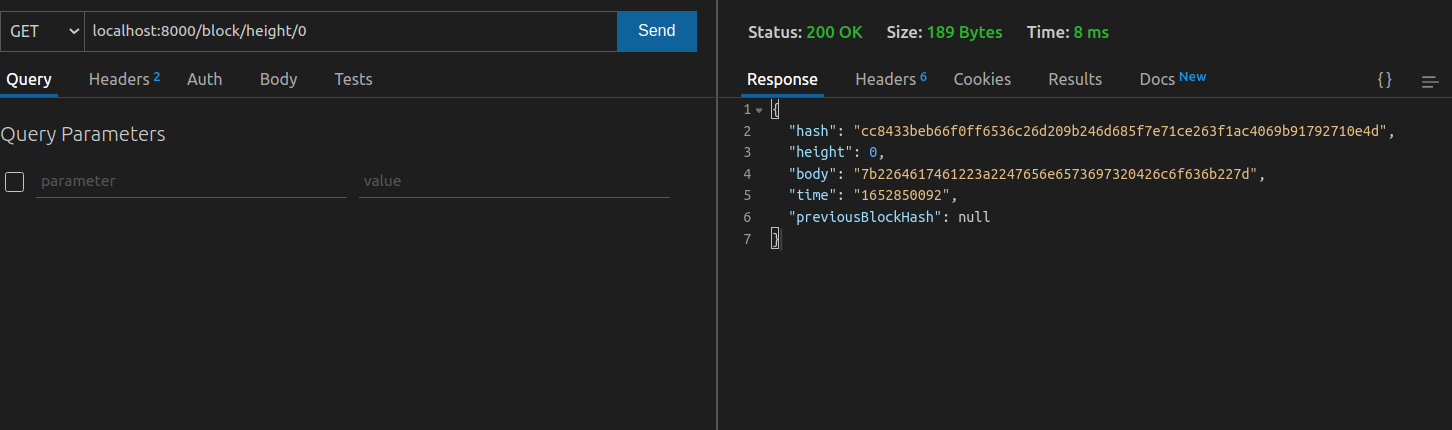 GET localhost:8000/block/height/0 Send
Query Headers 2 Auth Body Tests
Query Parameters
parameter value
Status: 200 OK Size: 189 Bytes Time: 8 ms
Response Headers 6 Cookies Results Docs New {}
1 {
2 "hash": "cc8433beb66f0ff6536c26d209b246d685f7e71ce263f1ac4069b91792710e4d",
3 "height": 0,
4 "body": "7b2264617461223a2247656e6573697320426c6f636b227d",
5 "time": "1652850092",
6 "previousBlockHash": null
7 }